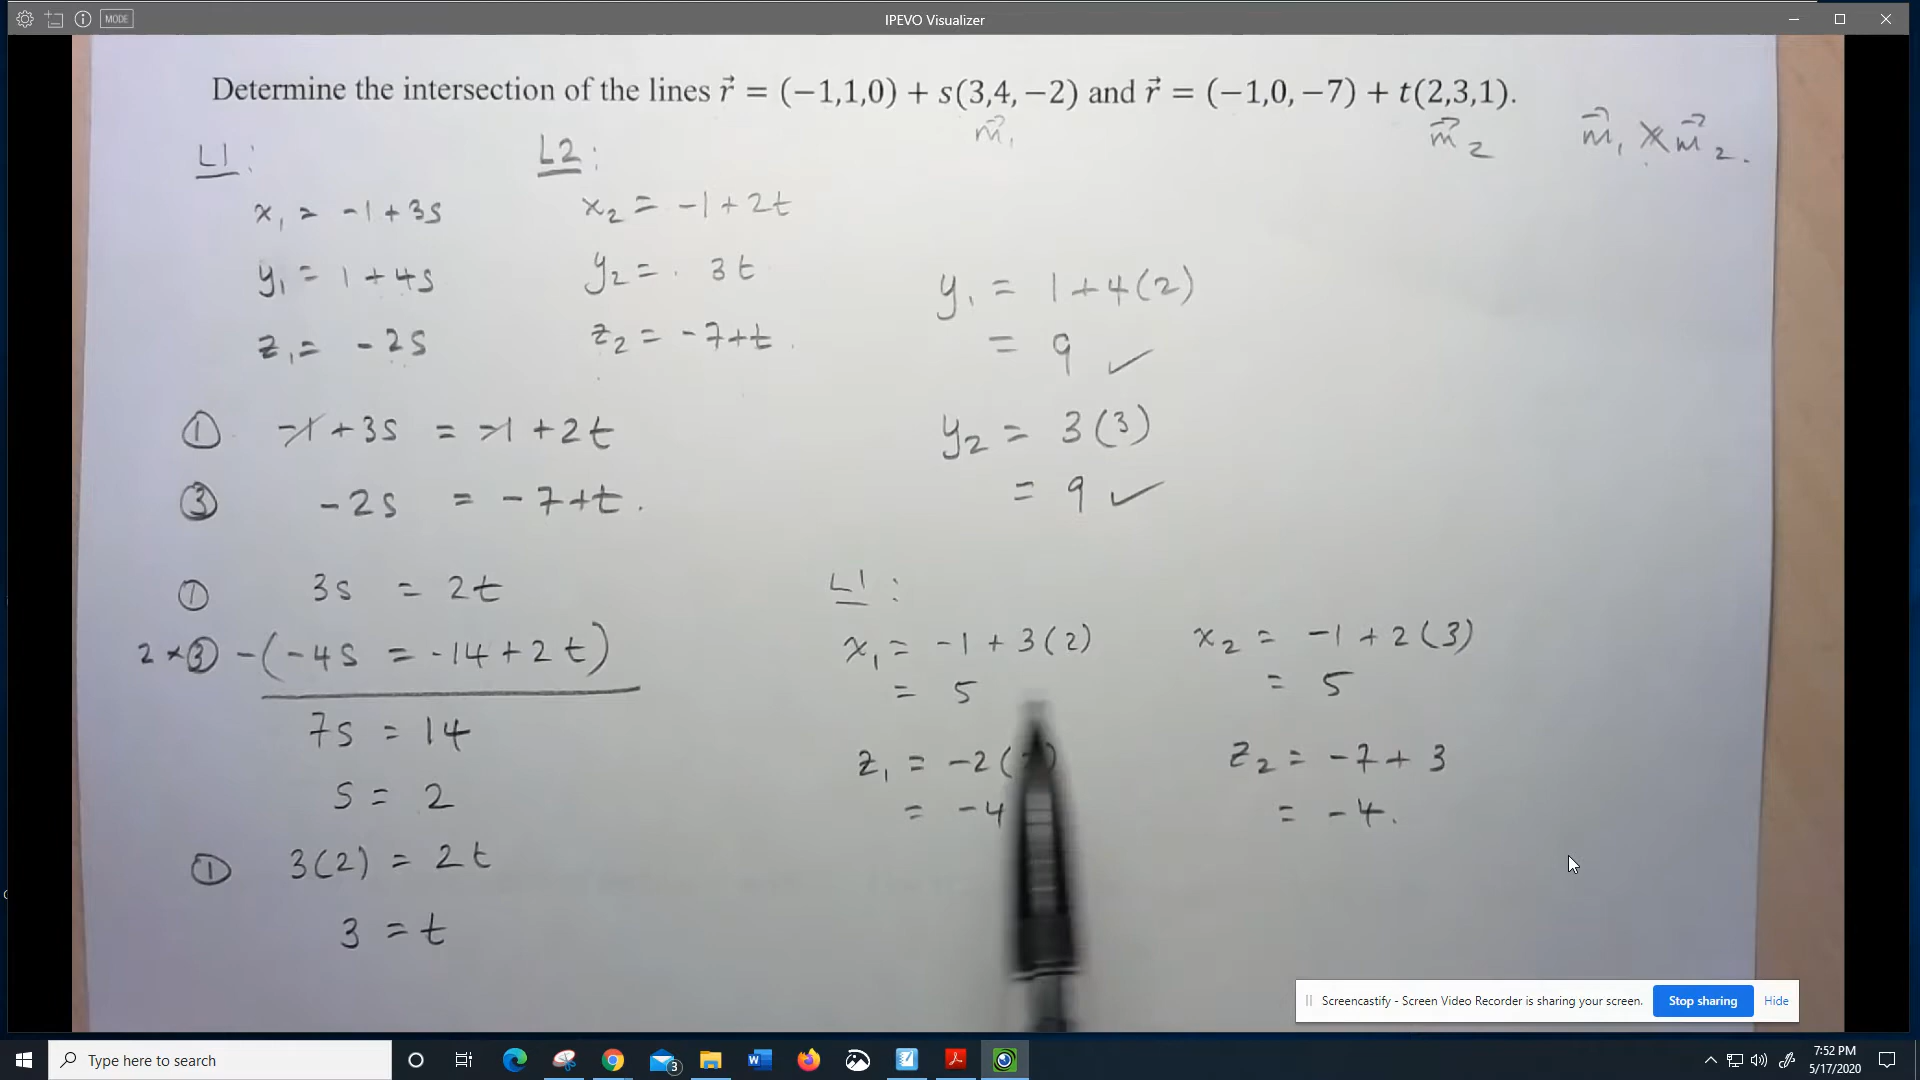 MODE
IPEVO Visualizer
Determine the intersection of the lines r⃗ = (−1,1,0) + s(3,4,−2) and r⃗ = (−1,0,−7) + t(2,3,1).
m⃗₁
m⃗₂
m⃗₁ ∦ m⃗₂.
L1:
x₁ = -1+3s
y₁ = 1+4s
z₁ = -2s
L2:
x₂ = -1+2t
y₂ = 3t
z₂ = -7+t.
① -1+3s = -1+2t
③ -2s = -7+t.
① 3s = 2t
2×③ -(-4s = -14+2t)
7s = 14
s = 2
① 3(2) = 2t
3 = t
y₁ = 1+4(2)
= 9 ✓
y₂ = 3(3)
= 9 ✓
L1:
x₁ = -1+3(2)
= 5
z₁ = -2(
= -4
x₂ = -1+2(3)
= 5
z₂ = -7+3
= -4.
Screencastify - Screen Video Recorder is sharing your screen.
Stop sharing
Hide
Type here to search
3
7:52 PM
5/17/2020